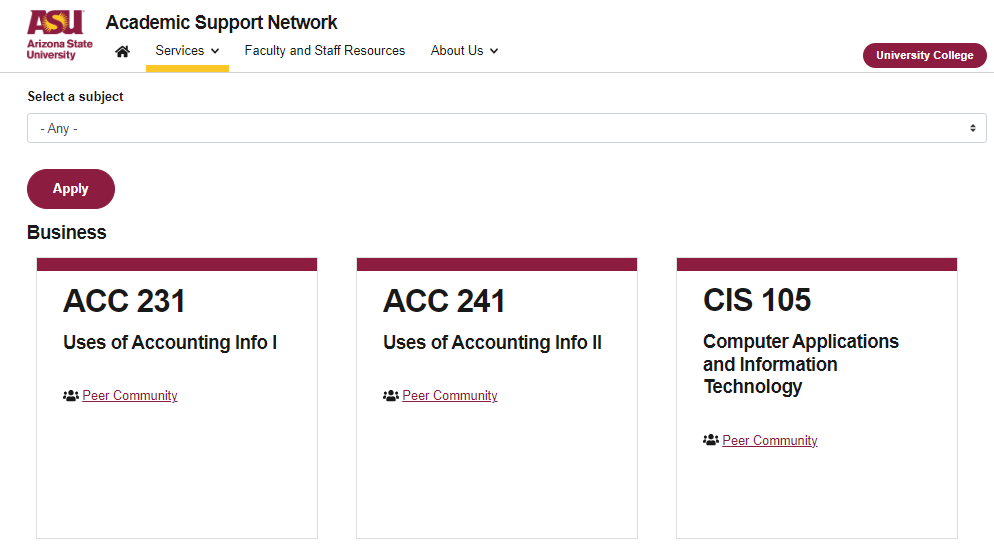 ASU
Arizona State
University
Academic Support Network
Services
Faculty and Staff Resources
About Us
University College
Select a subject
- Any -
Apply
Business
ACC 231
Uses of Accounting Info I
Peer Community
ACC 241
Uses of Accounting Info II
Peer Community
CIS 105
Computer Applications
and Information
Technology
Peer Community